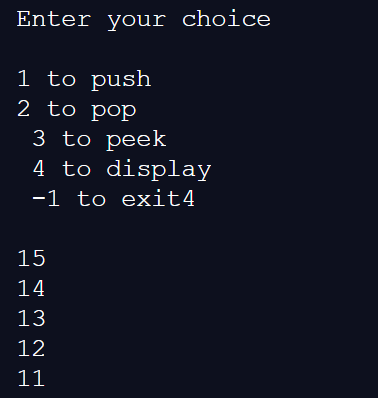 Enter your choice
1 to push
2 to pop
3 to peek
4 to display
-1 to exit4
15
14
13
12
11